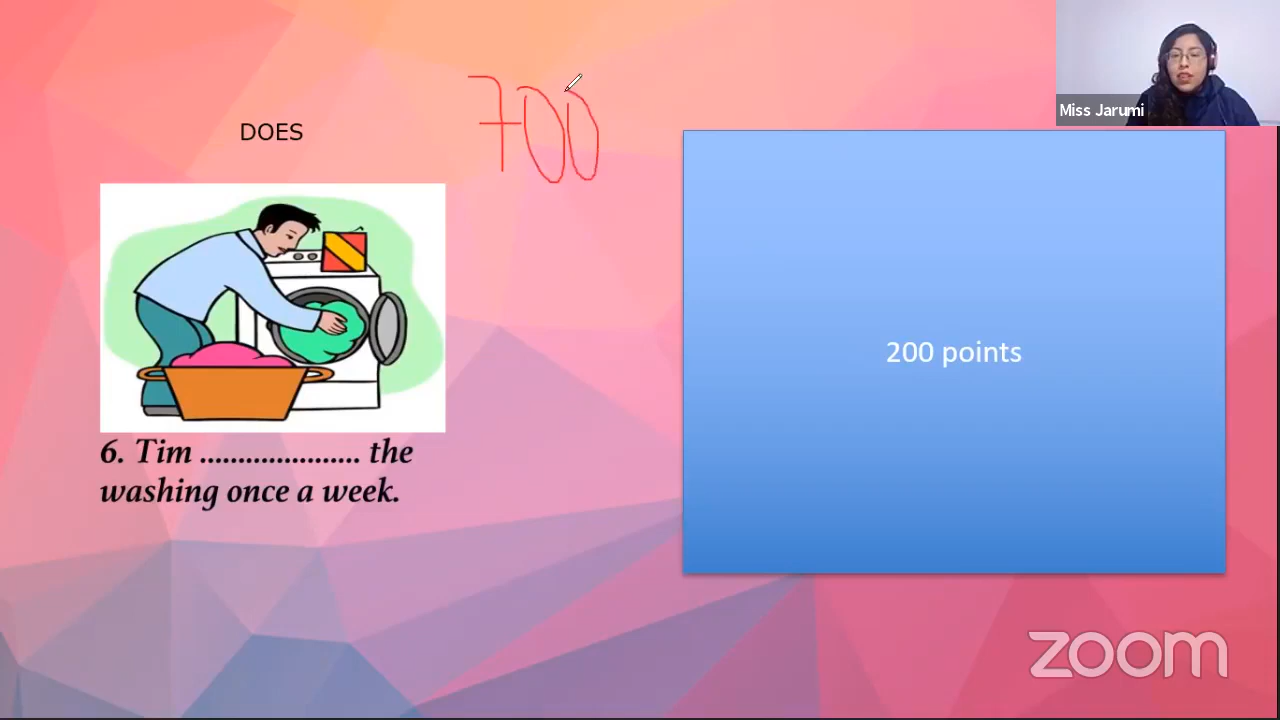 Miss Jarumi
DOES
700
200 points
6. Tim ..................... the
washing once a week.
zoom